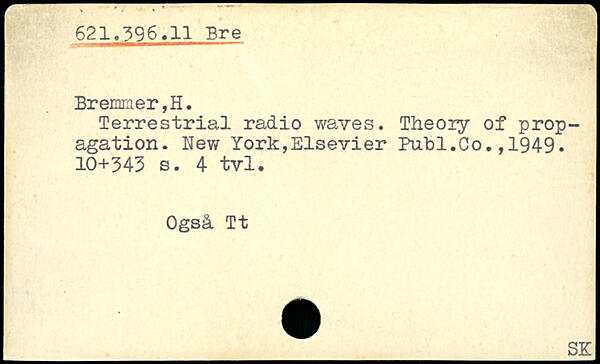 621.396.11 Bre
Bremmer,H.
Terrestrial radio waves. Theory of prop-
agation. New York,Elsevier Publ.Co.,1949.
10+343 s. 4 tvl.
Også Tt
SK